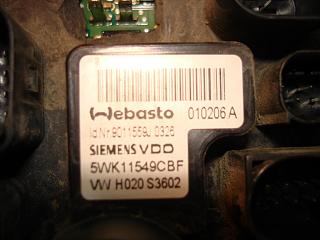 Webasto 010206 A
Id Nr. 9011559J 0326
SIEMENS VDO
5WK11549CBF
VW H020 S3602